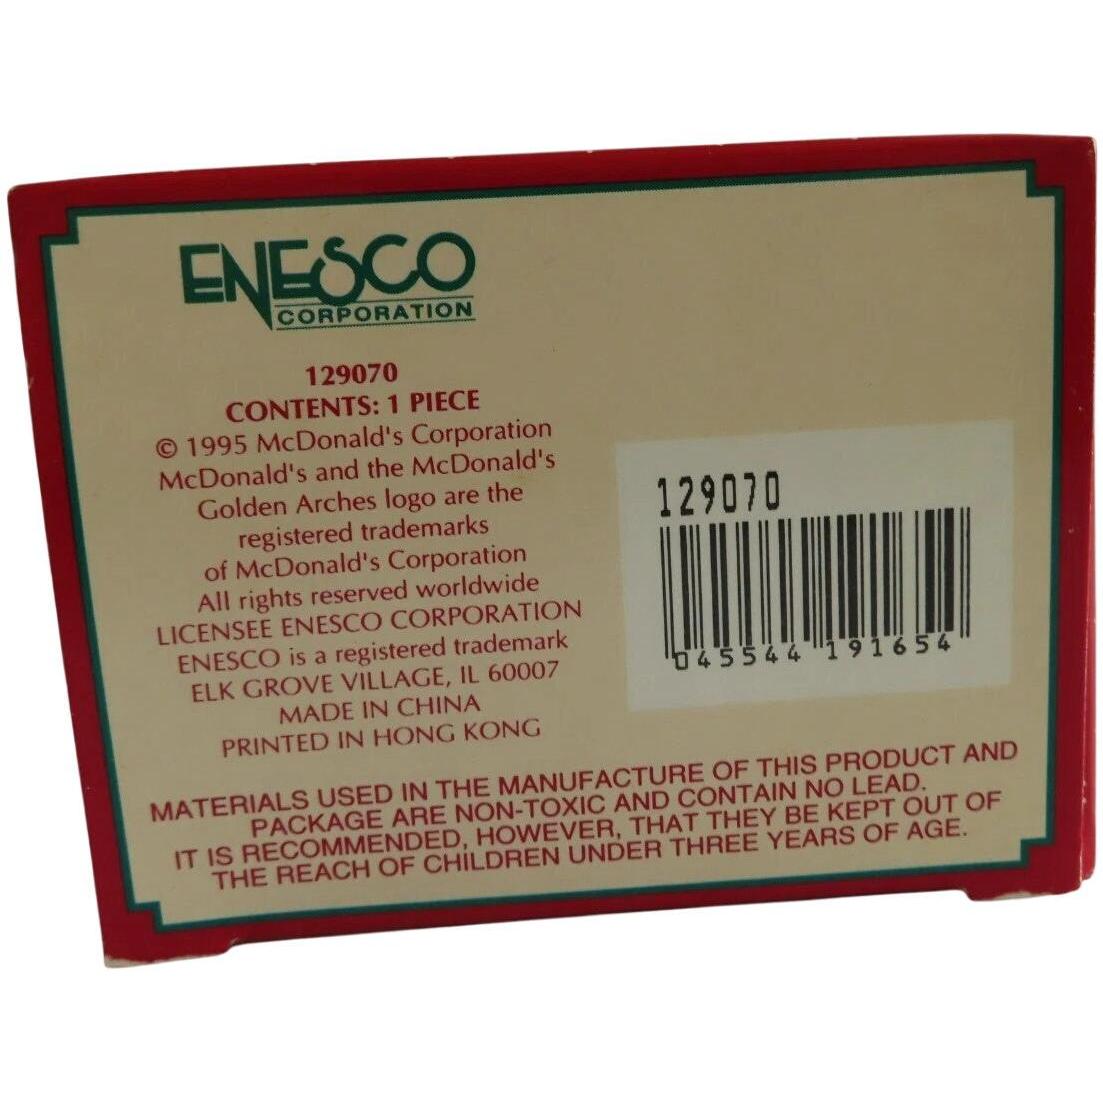 ENESCO
CORPORATION
129070
CONTENTS: 1 PIECE
© 1995 McDonald's Corporation
McDonald's and the McDonald's
Golden Arches logo are the
registered trademarks
of McDonald's Corporation
All rights reserved worldwide
LICENSEE ENESCO CORPORATION
ENESCO is a registered trademark
ELK GROVE VILLAGE, IL 60007
MADE IN CHINA
PRINTED IN HONG KONG
129070
045544 191654
MATERIALS USED IN THE MANUFACTURE OF THIS PRODUCT AND
PACKAGE ARE NON-TOXIC AND CONTAIN NO LEAD.
IT IS RECOMMENDED, HOWEVER, THAT THEY BE KEPT OUT OF
THE REACH OF CHILDREN UNDER THREE YEARS OF AGE.